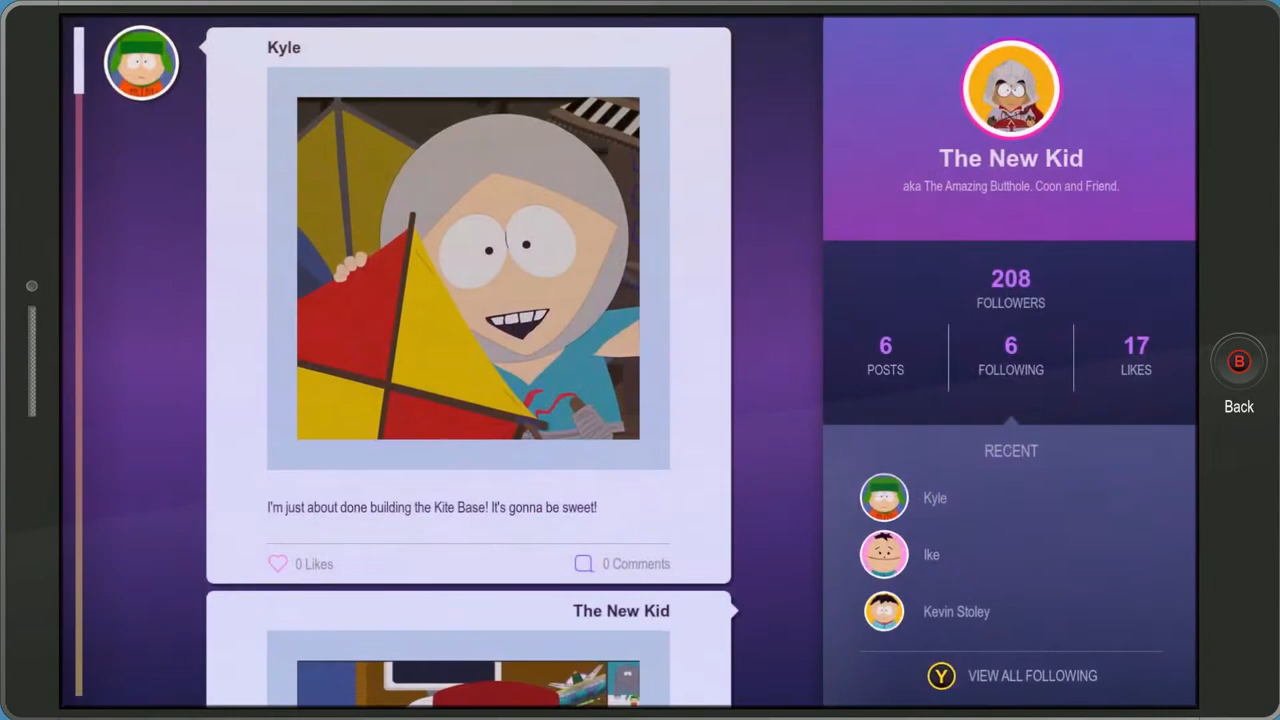 Kyle
I'm just about done building the Kite Base! It's gonna be sweet!
0 Likes
0 Comments
The New Kid
The New Kid
aka The Amazing Butthole. Coon and Friend.
208
FOLLOWERS
6
POSTS
6
FOLLOWING
17
LIKES
RECENT
Kyle
Ike
Kevin Stoley
Y VIEW ALL FOLLOWING
B
Back